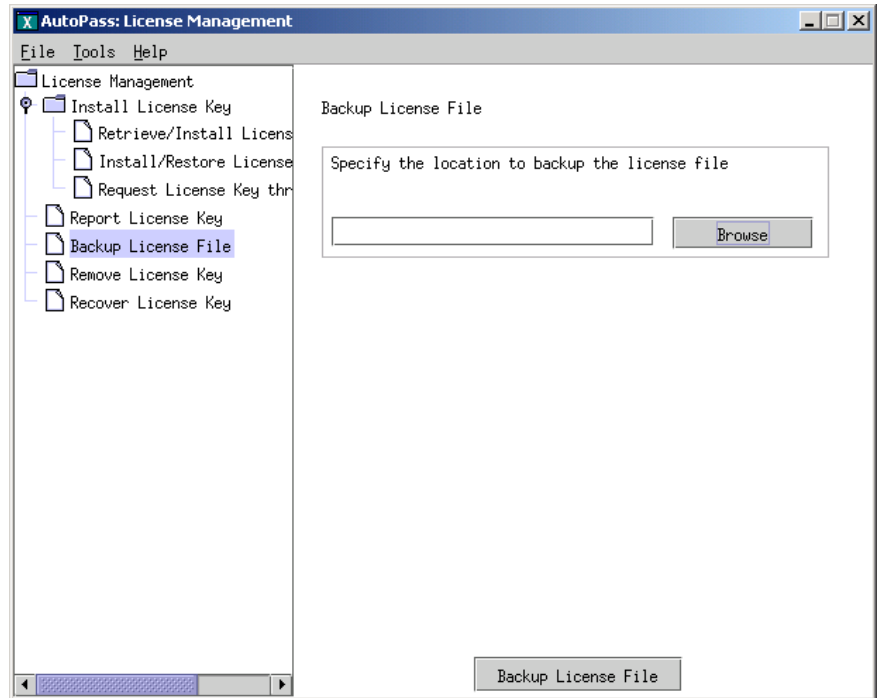 AutoPass: License Management
File Tools Help
License Management
Install License Key
Retrieve/Install Licens
Install/Restore License
Request License Key thr
Report License Key
Backup License File
Remove License Key
Recover License Key
Backup License File
Specify the location to backup the license file
Browse
Backup License File